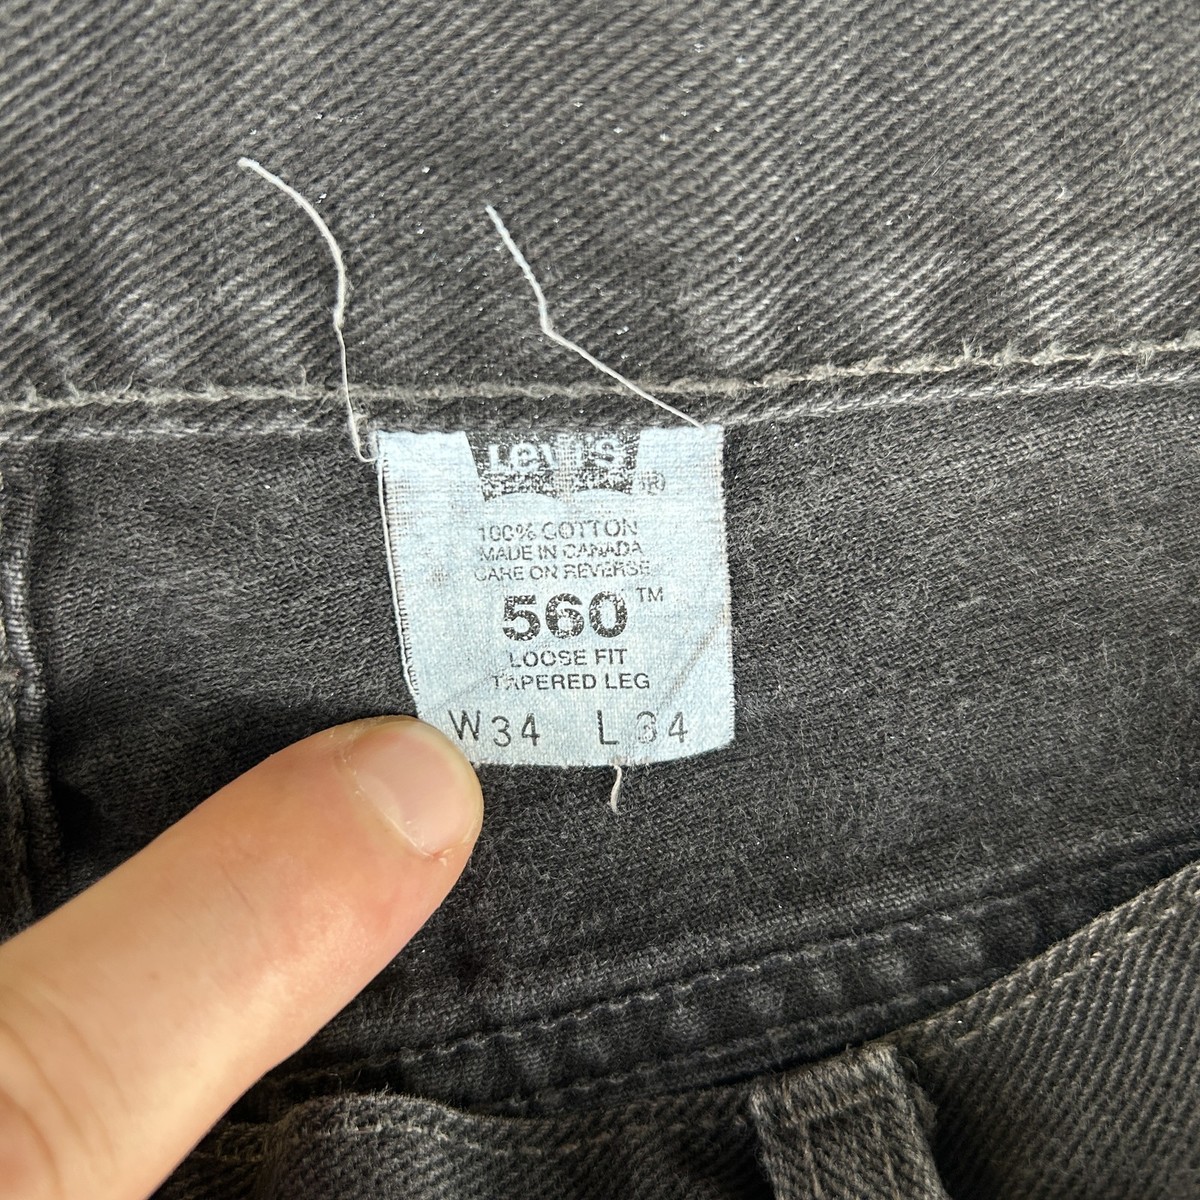 Levi's
®
100% COTTON
MADE IN CANADA
CARE ON REVERSE
560™
LOOSE FIT
TAPERED LEG
W34 L34